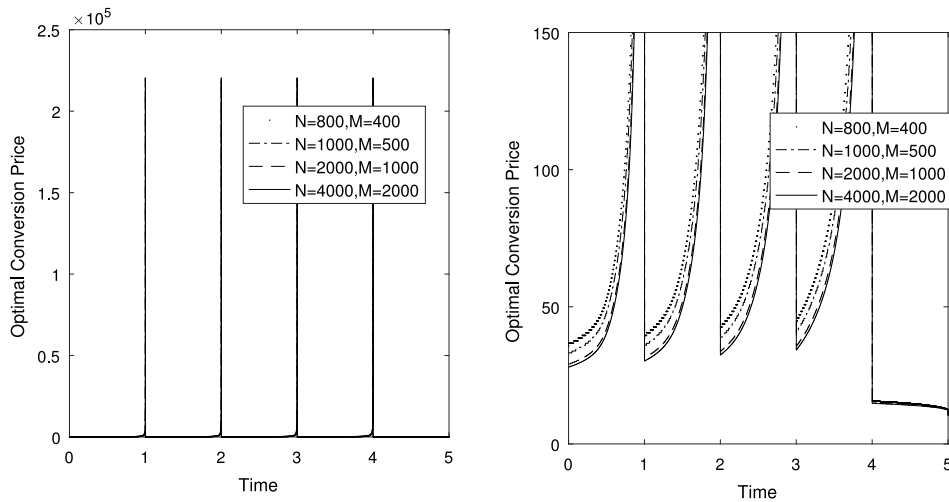 ×10⁵
2.5
2
1.5
1
0.5
0
0 1 2 3 4 5
Optimal Conversion Price
Time
N=800,M=400
N=1000,M=500
N=2000,M=1000
N=4000,M=2000
150
100
50
0
0 1 2 3 4 5
Optimal Conversion Price
Time
N=800,M=400
N=1000,M=500
N=2000,M=1000
N=4000,M=2000